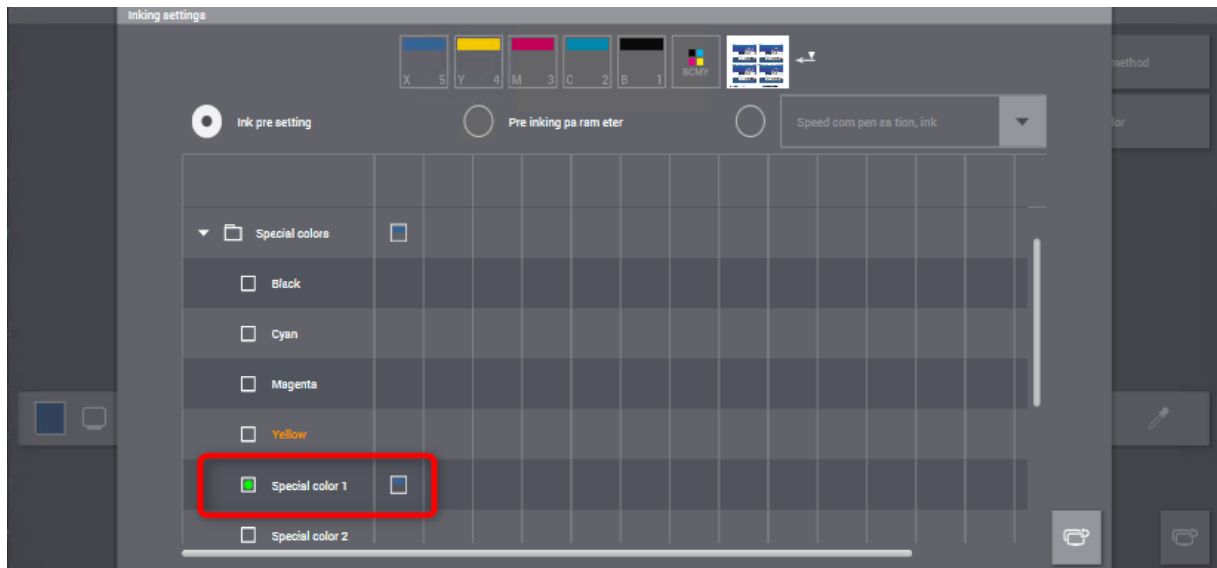 Inking settings
X 5 Y 4 M 3 C 2 B 1 BCMY
method
Ink pre setting
Pre inking pa ram eter
Speed com pen sa tion, ink
lor
Special colors
Black
Cyan
Magenta
Yellow
Special color 1
Special color 2